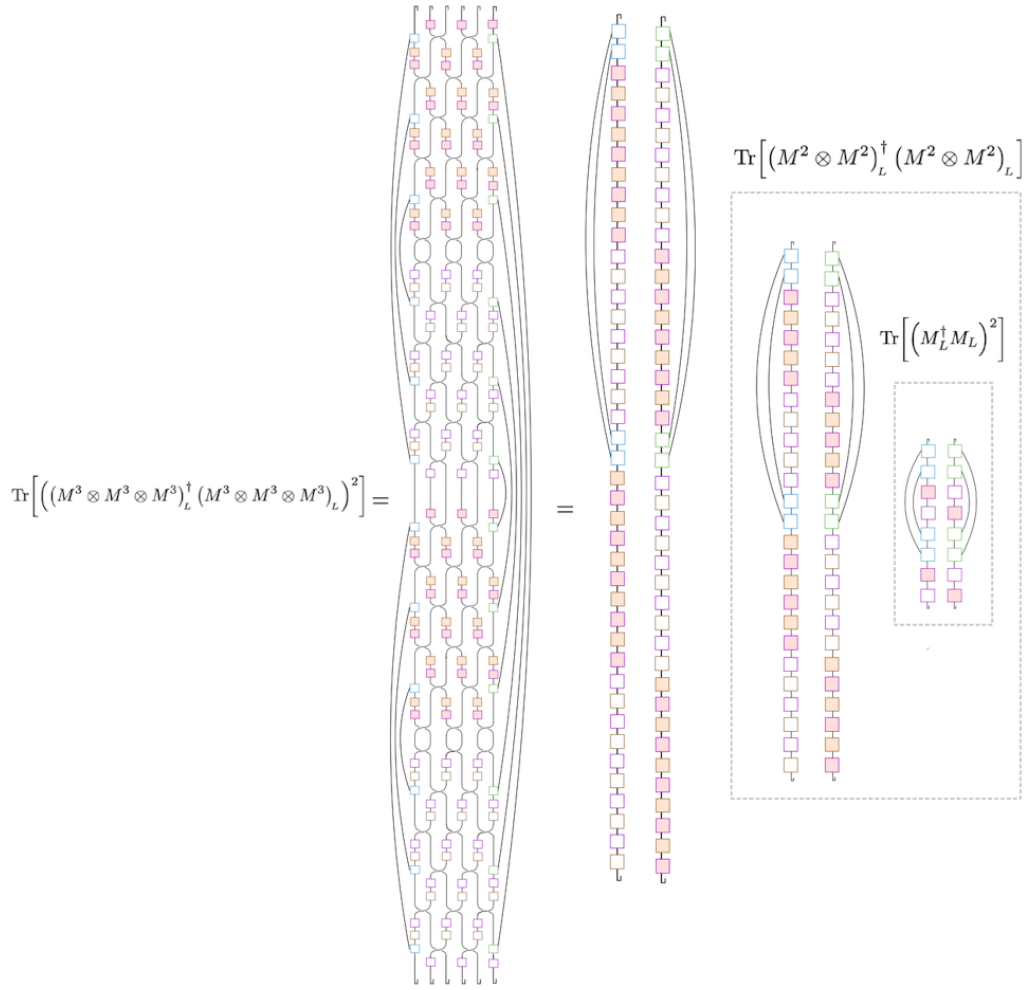 Tr[((M³ ⊗ M³ ⊗ M³)†_L (M³ ⊗ M³ ⊗ M³)_L)²] =
=
Tr[(M² ⊗ M²)†_L (M² ⊗ M²)_L]
Tr[(M†_L M_L)²]